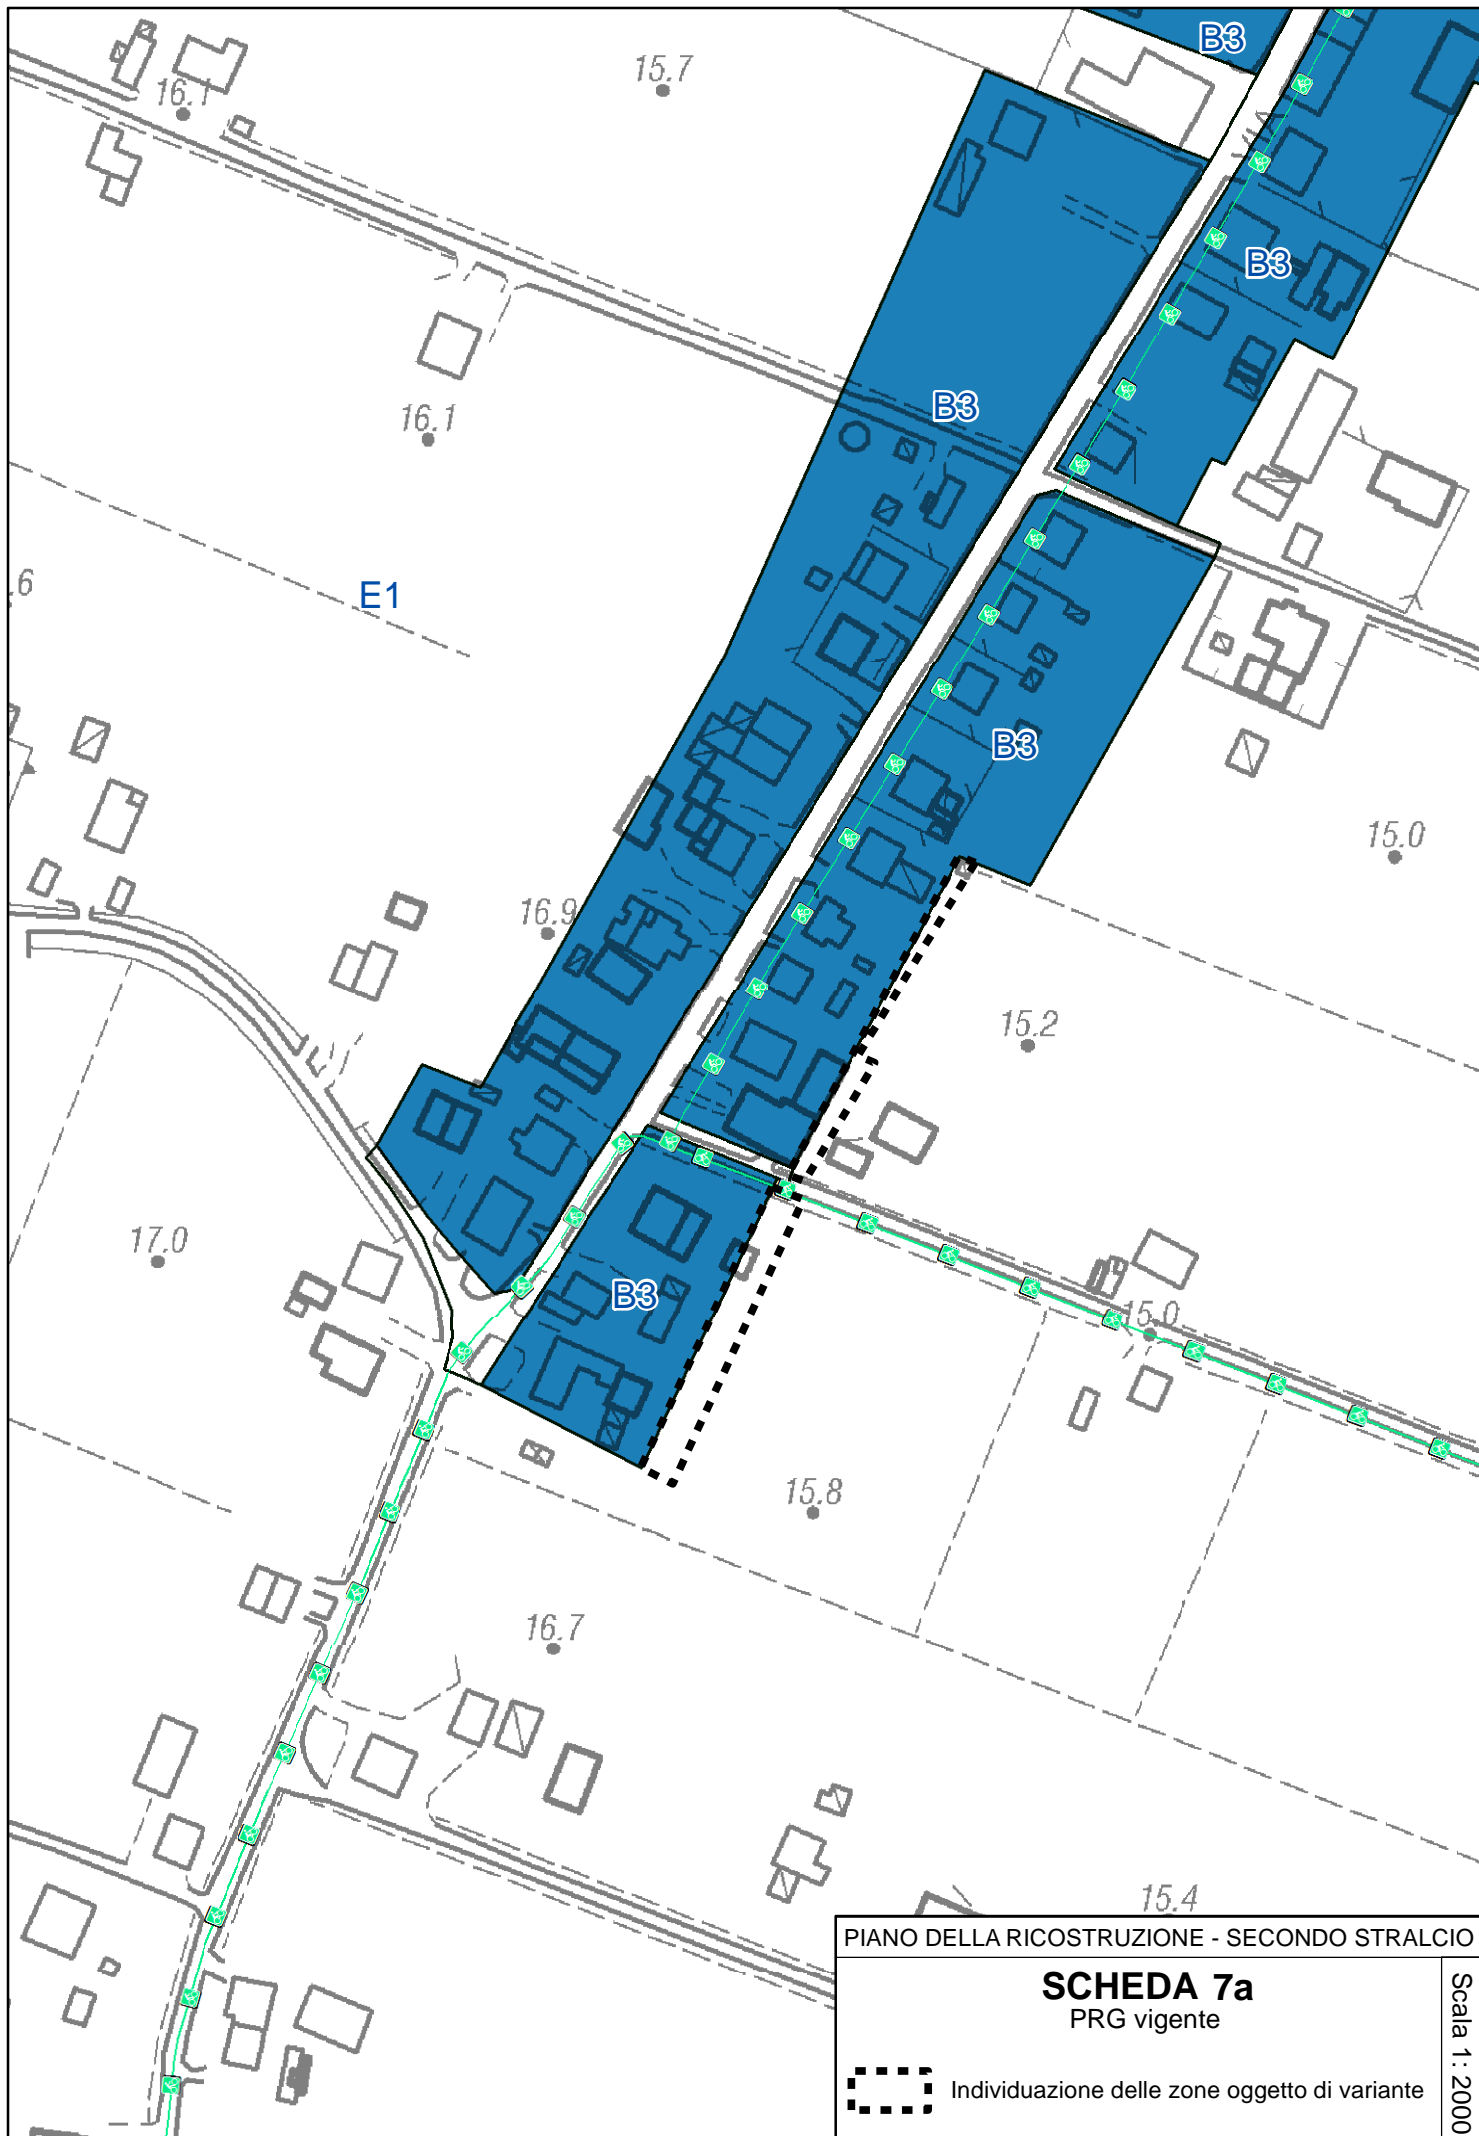 B3
15.7
16.1
B3
B3
16.1
E1
.6
B3
15.0
16.9
15.2
17.0
B3
15.0
15.8
16.7
15.4
PIANO DELLA RICOSTRUZIONE - SECONDO STRALCIO
SCHEDA 7a
PRG vigente
Individuazione delle zone oggetto di variante
Scala 1: 2000